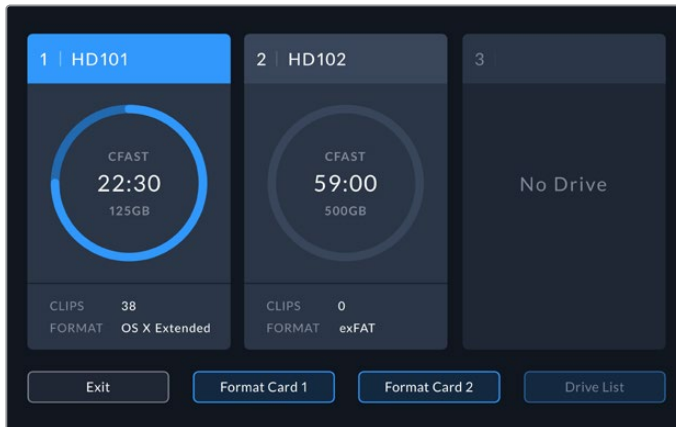 1 | HD101
CFAST
22:30
125GB
CLIPS 38
FORMAT OS X Extended
2 | HD102
CFAST
59:00
500GB
CLIPS 0
FORMAT exFAT
3
No Drive
Exit
Format Card 1
Format Card 2
Drive List